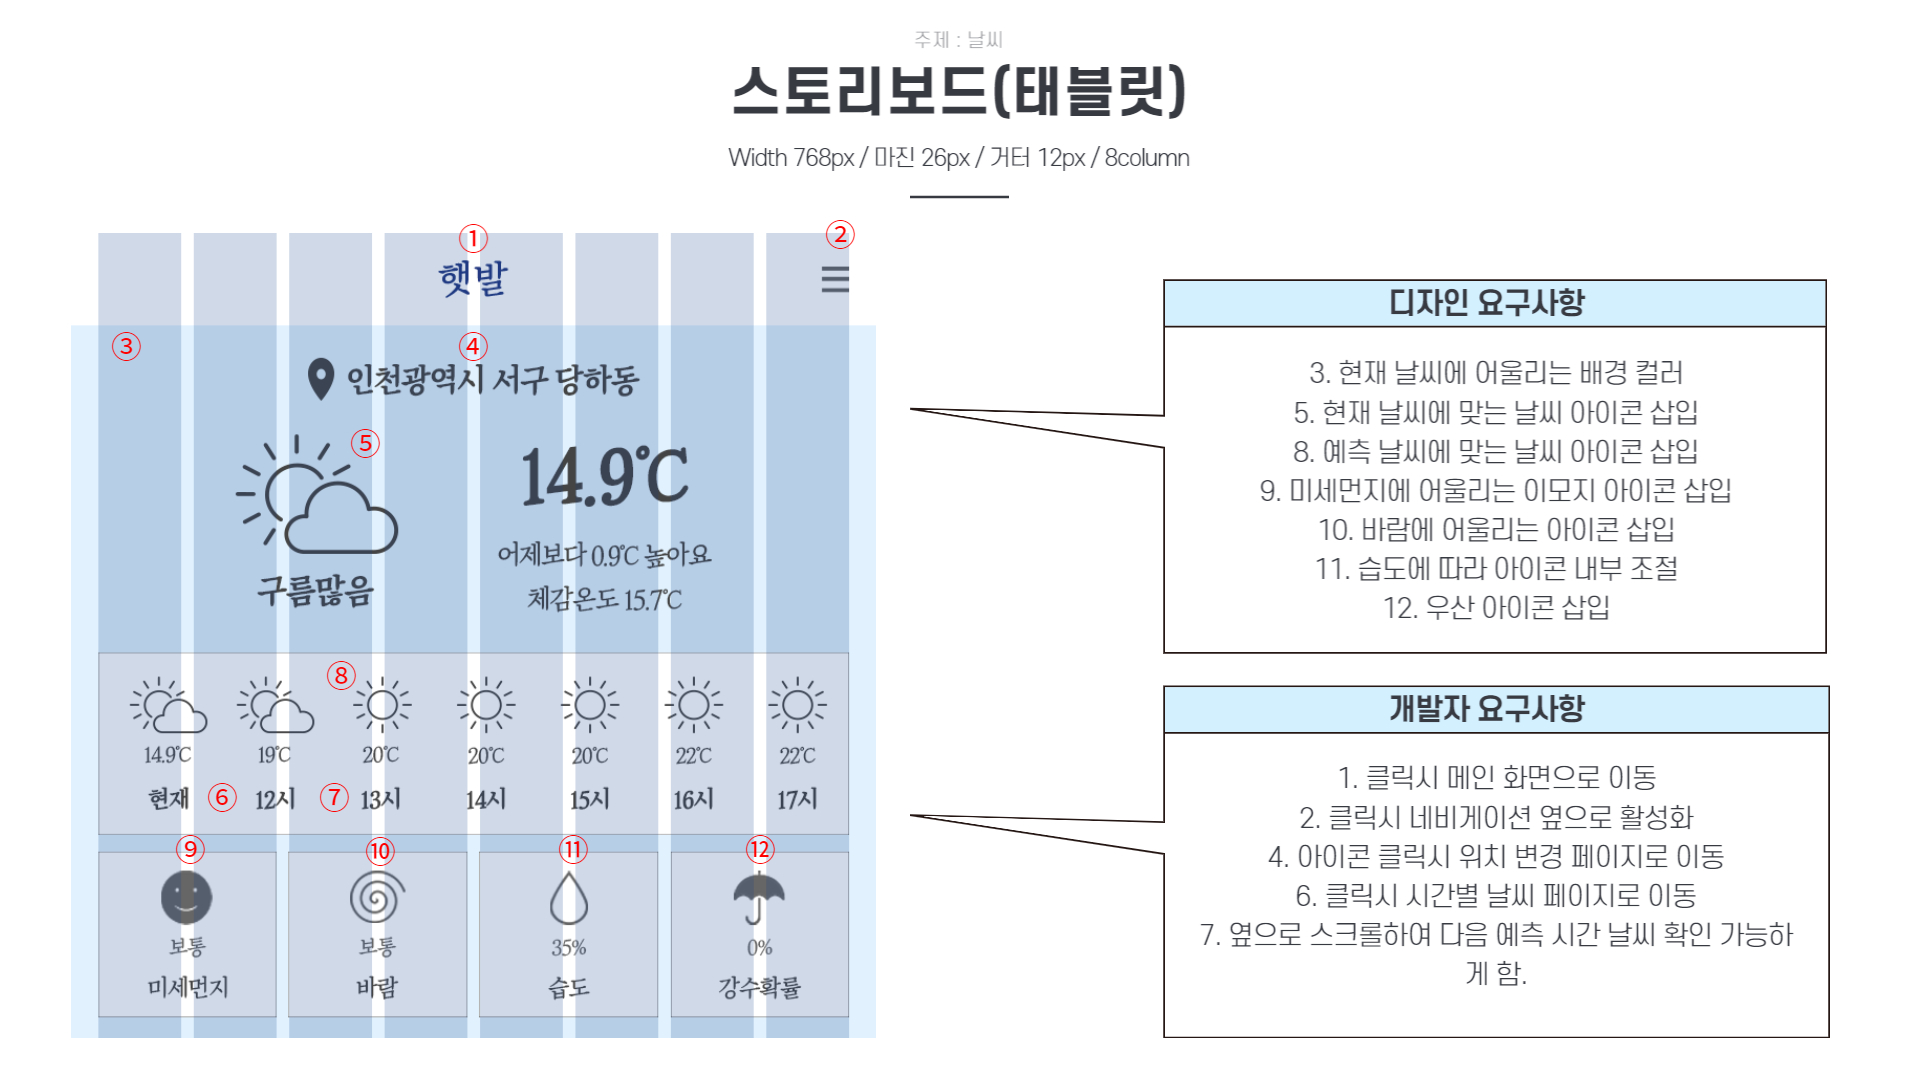 주제 : 날씨
스토리보드(태블릿)
Width 768px / 마진 26px / 거터 12px / 8column
①
②
햇발
③
④
인천광역시 서구 당하동
⑤
14.9℃
어제보다 0.9℃ 높아요
구름많음
체감온도 15.7℃
⑧
14.9℃ 19℃ 20℃ 20℃ 20℃ 22℃ 22℃
현재 ⑥ 12시 ⑦ 13시 14시 15시 16시 17시
⑨ ⑩ ⑪ ⑫
보통 보통 35% 0%
미세먼지 바람 습도 강수확률
디자인 요구사항
3. 현재 날씨에 어울리는 배경 컬러
5. 현재 날씨에 맞는 날씨 아이콘 삽입
8. 예측 날씨에 맞는 날씨 아이콘 삽입
9. 미세먼지에 어울리는 이모지 아이콘 삽입
10. 바람에 어울리는 아이콘 삽입
11. 습도에 따라 아이콘 내부 조절
12. 우산 아이콘 삽입
개발자 요구사항
1. 클릭시 메인 화면으로 이동
2. 클릭시 네비게이션 옆으로 활성화
4. 아이콘 클릭시 위치 변경 페이지로 이동
6. 클릭시 시간별 날씨 페이지로 이동
7. 옆으로 스크롤하여 다음 예측 시간 날씨 확인 가능하
게 함.